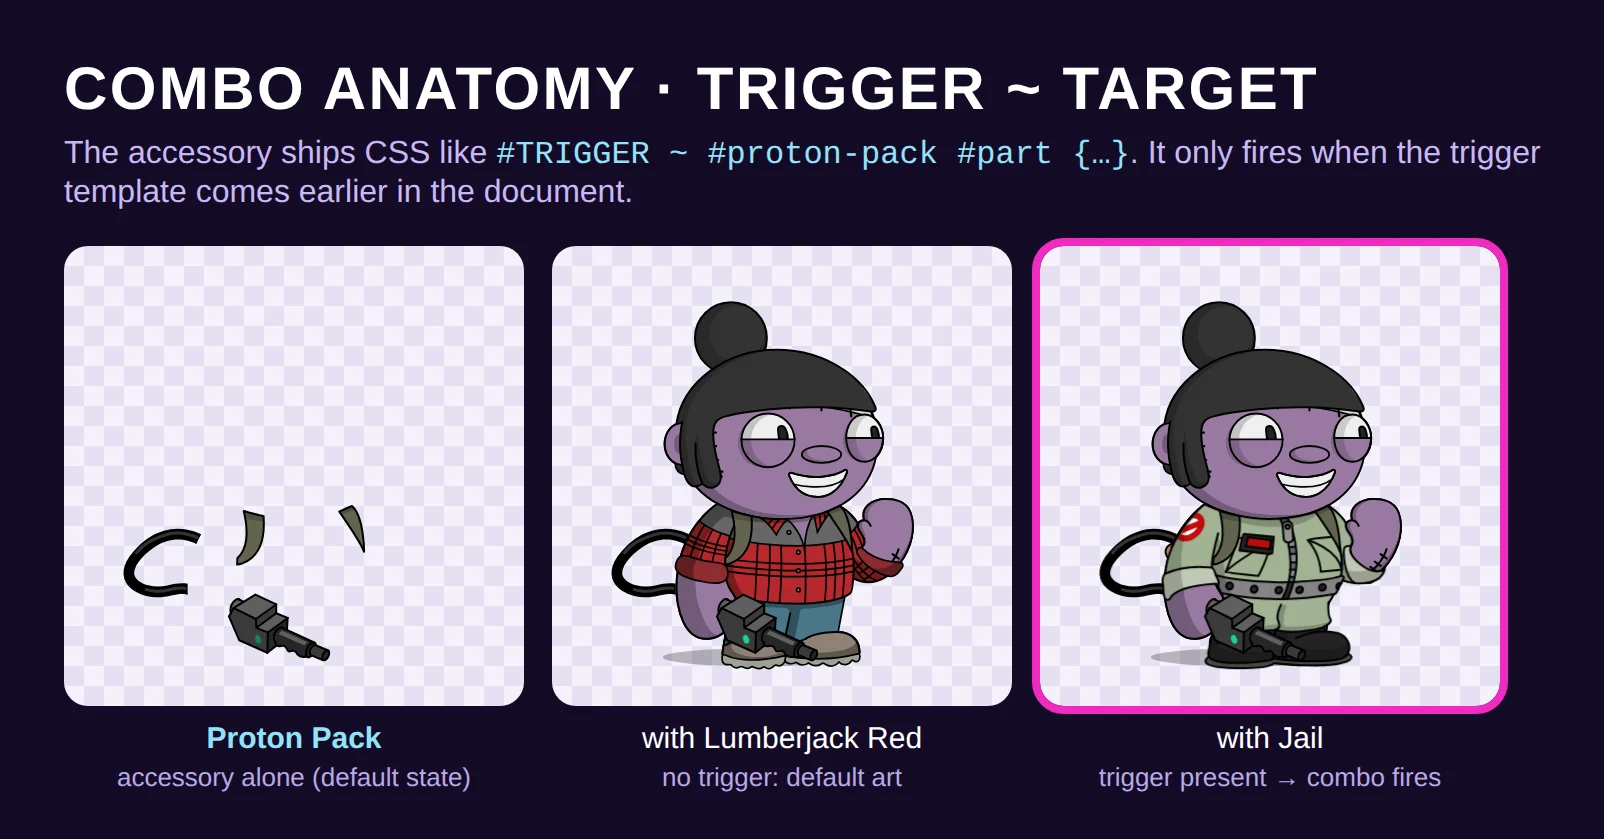 COMBO ANATOMY · TRIGGER ~ TARGET
The accessory ships CSS like #TRIGGER ~ #proton-pack #part {…}. It only fires when the trigger
template comes earlier in the document.
Proton Pack
accessory alone (default state)
with Lumberjack Red
no trigger: default art
with Jail
trigger present → combo fires